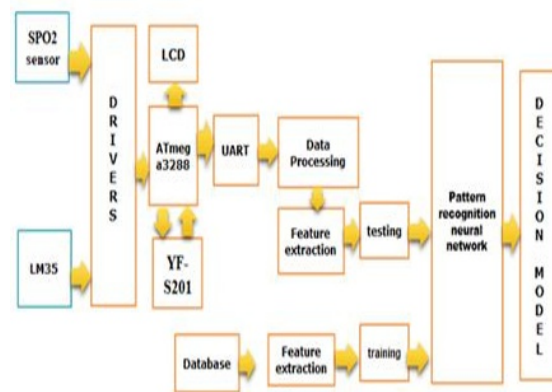 SPO2
sensor
LM35
D
R
I
V
E
R
S
LCD
ATmeg
a3288
YF-
S201
UART
Data
Processing
Feature
extraction
testing
Database
Feature
extraction
training
Pattern
recognition
neural
network
D
E
C
I
S
I
O
N
M
O
D
E
L